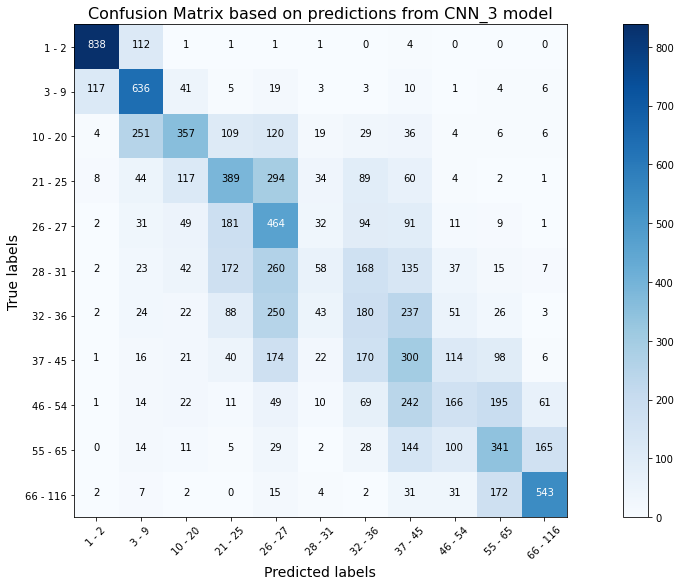 Confusion Matrix based on predictions from CNN_3 model
1 - 2 838 112 1 1 1 1 0 4 0 0 0
3 - 9 117 636 41 5 19 3 3 10 1 4 6
10 - 20 4 251 357 109 120 19 29 36 4 6 6
21 - 25 8 44 117 389 294 34 89 60 4 2 1
26 - 27 2 31 49 181 464 32 94 91 11 9 1
28 - 31 2 23 42 172 260 58 168 135 37 15 7
32 - 36 2 24 22 88 250 43 180 237 51 26 3
37 - 45 1 16 21 40 174 22 170 300 114 98 6
46 - 54 1 14 22 11 49 10 69 242 166 195 61
55 - 65 0 14 11 5 29 2 28 144 100 341 165
66 - 116 2 7 2 0 15 4 2 31 31 172 543
True labels
1 - 2 3 - 9 10 - 20 21 - 25 26 - 27 28 - 31 32 - 36 37 - 45 46 - 54 55 - 65 66 - 116
Predicted labels
800
700
600
500
400
300
200
100
0